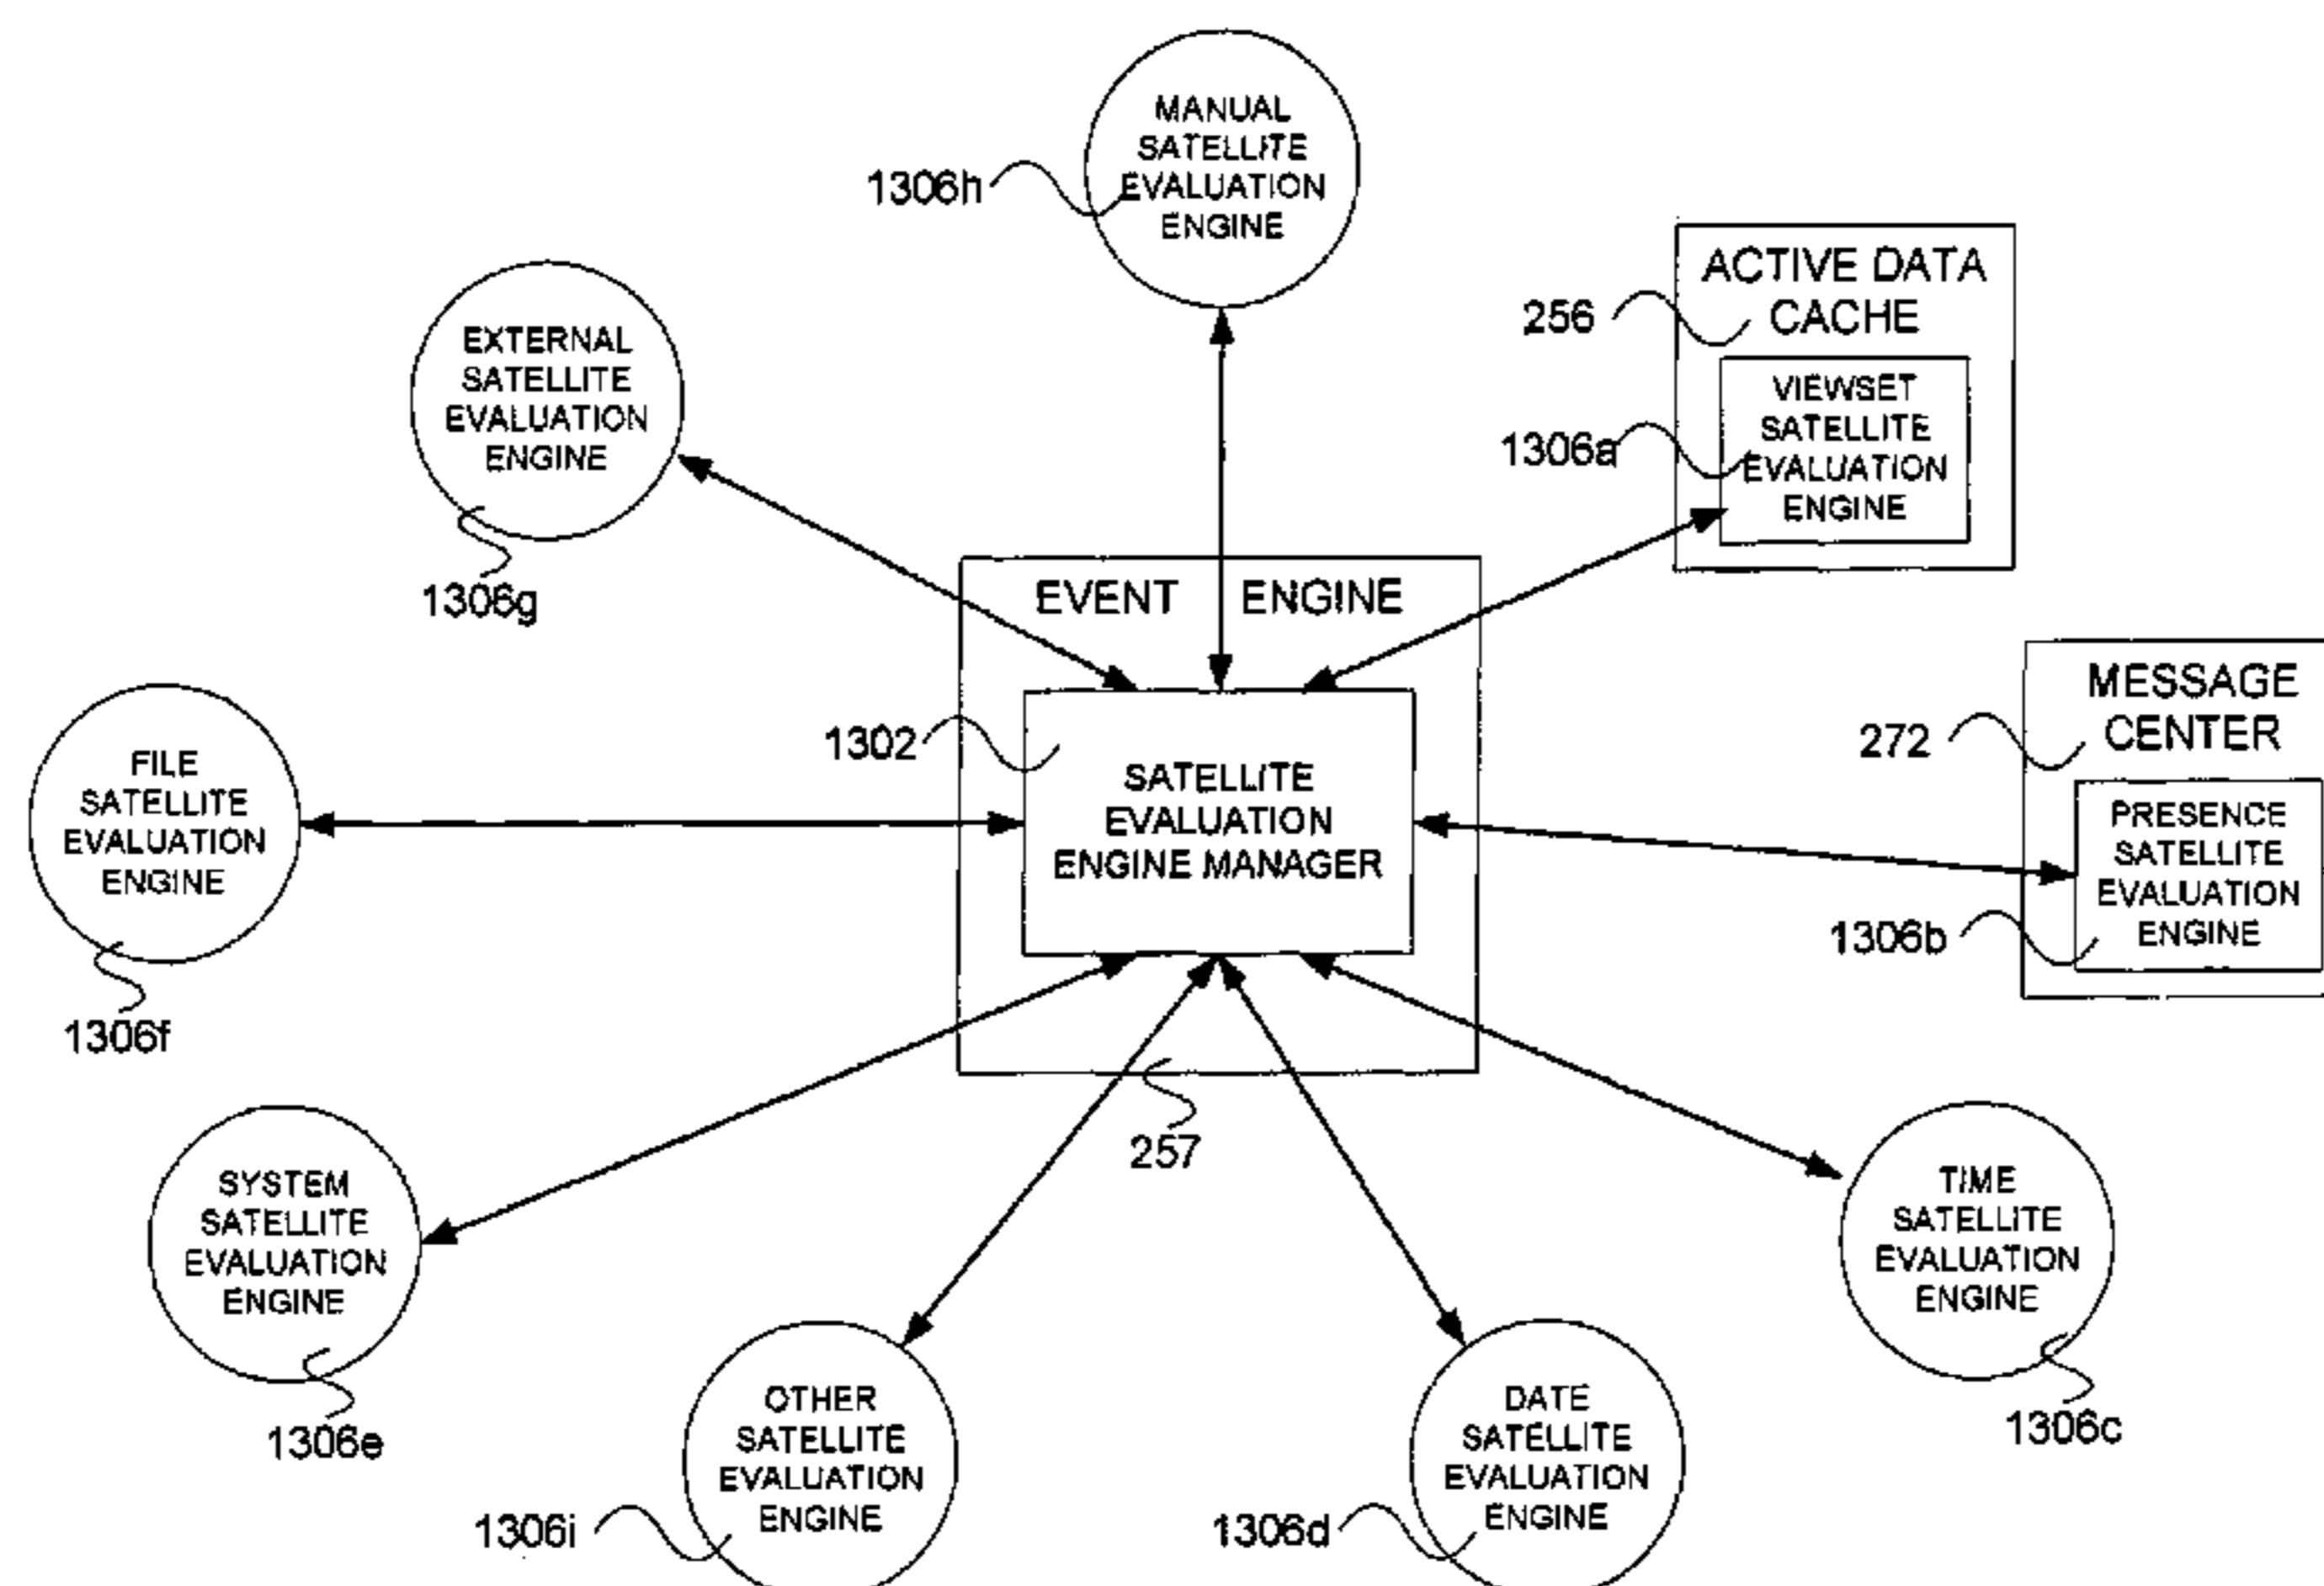 MANUAL
SATELLITE
EVALUATION
ENGINE
1306h
ACTIVE DATA
CACHE
256
VIEWSET
SATELLITE
EVALUATION
ENGINE
1306a
EXTERNAL
SATELLITE
EVALUATION
ENGINE
1306g
EVENT ENGINE
1302
SATELLITE
EVALUATION
ENGINE MANAGER
257
MESSAGE
CENTER
272
PRESENCE
SATELLITE
EVALUATION
ENGINE
1306b
FILE
SATELLITE
EVALUATION
ENGINE
1306f
SYSTEM
SATELLITE
EVALUATION
ENGINE
1306e
TIME
SATELLITE
EVALUATION
ENGINE
1306c
OTHER
SATELLITE
EVALUATION
ENGINE
1306i
DATE
SATELLITE
EVALUATION
ENGINE
1306d